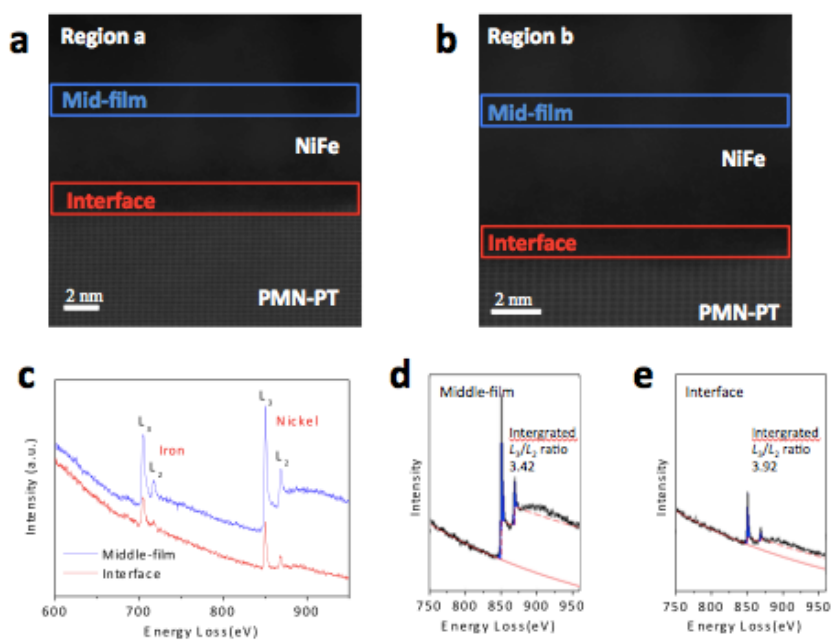 a
Region a
Mid-film
NiFe
Interface
2 nm
PMN-PT
b
Region b
Mid-film
NiFe
Interface
2 nm
PMN-PT
c
L3
Nickel
L3
Iron
L2
L2
Intensity (a.u.)
Middle-film
Interface
600 700 800 900
Energy Loss(eV)
d
Middle-film
Intergrated
L3/L2 ratio
3.42
Intensity
750 800 850 900 950
Energy Loss(eV)
e
Interface
Intergrated
L3/L2 ratio
3.92
Intensity
750 800 850 900 950
Energy Loss(eV)